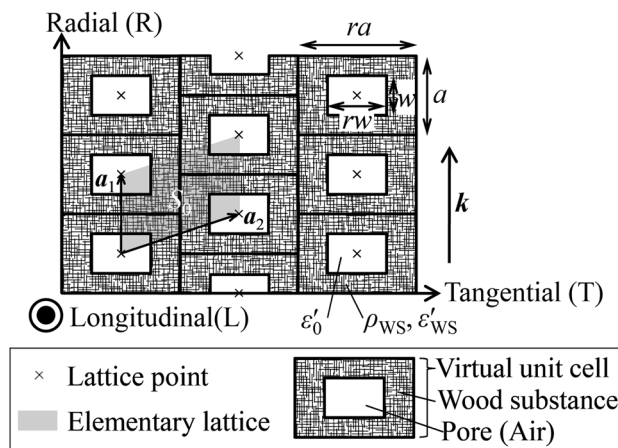 Radial (R)
ra
w
a
rw
a₁
S₀
a₂
k
Tangential (T)
Longitudinal(L)
ε′₀
ρWS, ε′WS
× Lattice point
Elementary lattice
Virtual unit cell
Wood substance
Pore (Air)